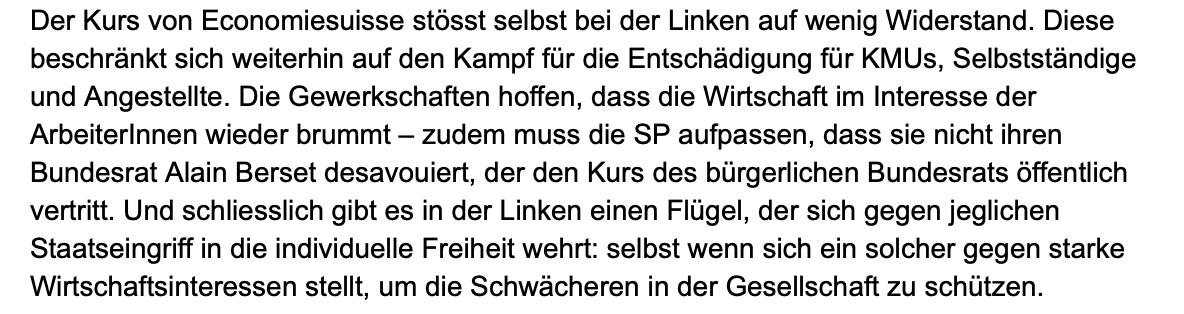 Der Kurs von Economiesuisse stösst selbst bei der Linken auf wenig Widerstand. Diese
beschränkt sich weiterhin auf den Kampf für die Entschädigung für KMUs, Selbstständige
und Angestellte. Die Gewerkschaften hoffen, dass die Wirtschaft im Interesse der
ArbeiterInnen wieder brummt – zudem muss die SP aufpassen, dass sie nicht ihren
Bundesrat Alain Berset desavouiert, der den Kurs des bürgerlichen Bundesrats öffentlich
vertritt. Und schliesslich gibt es in der Linken einen Flügel, der sich gegen jeglichen
Staatseingriff in die individuelle Freiheit wehrt: selbst wenn sich ein solcher gegen starke
Wirtschaftsinteressen stellt, um die Schwächeren in der Gesellschaft zu schützen.